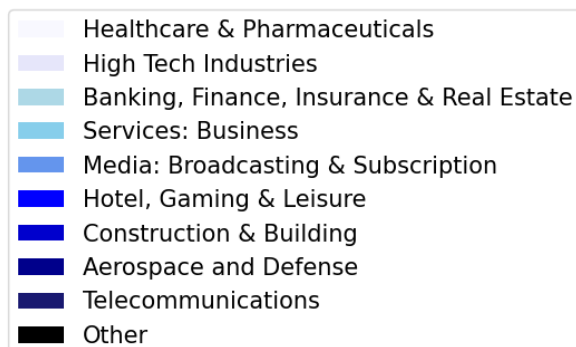 Healthcare & Pharmaceuticals
High Tech Industries
Banking, Finance, Insurance & Real Estate
Services: Business
Media: Broadcasting & Subscription
Hotel, Gaming & Leisure
Construction & Building
Aerospace and Defense
Telecommunications
Other